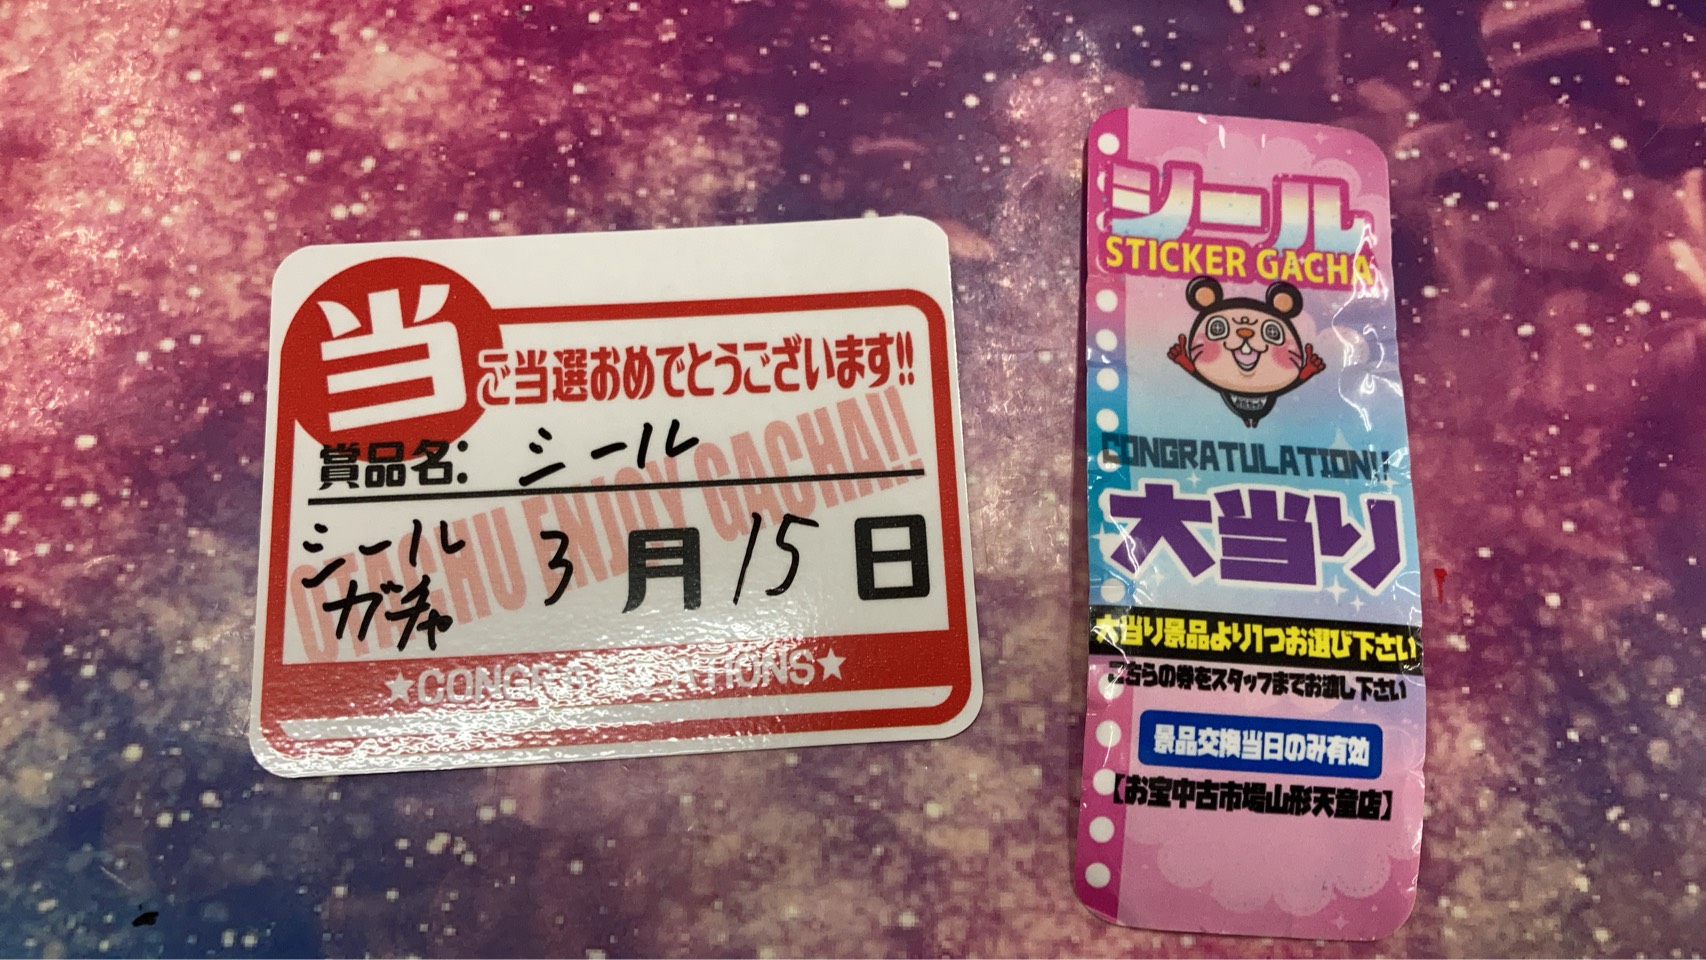 当
ご当選おめでとうございます!!
賞品名: シール
OTACHU ENJOY GACHA!!
シール
ガチャ
3月15日
★CONGRATULATIONS★
シール
STICKER GACHA
CONGRATULATION!!
大当り
大当り景品より1つお選び下さい
こちらの券をスタッフまでお渡し下さい
景品交換当日のみ有効
【お宝中古市場山形天童店】